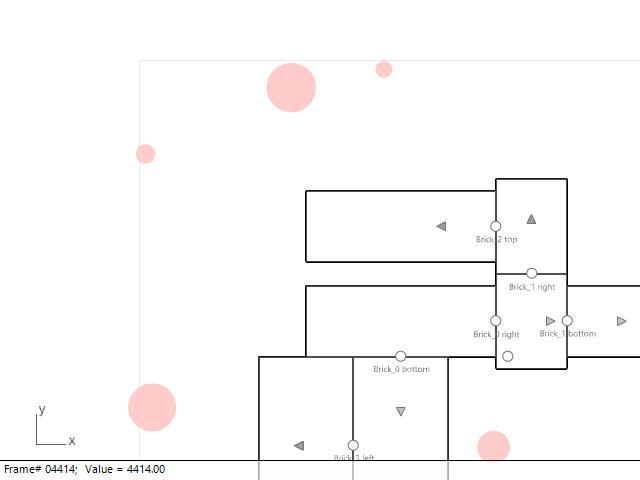 Brick_2 top
Brick_1 right
Brick_0 right
Brick_1 bottom
Brick_0 bottom
y
x
Brick_3 left
Frame# 04414; Value = 4414.00